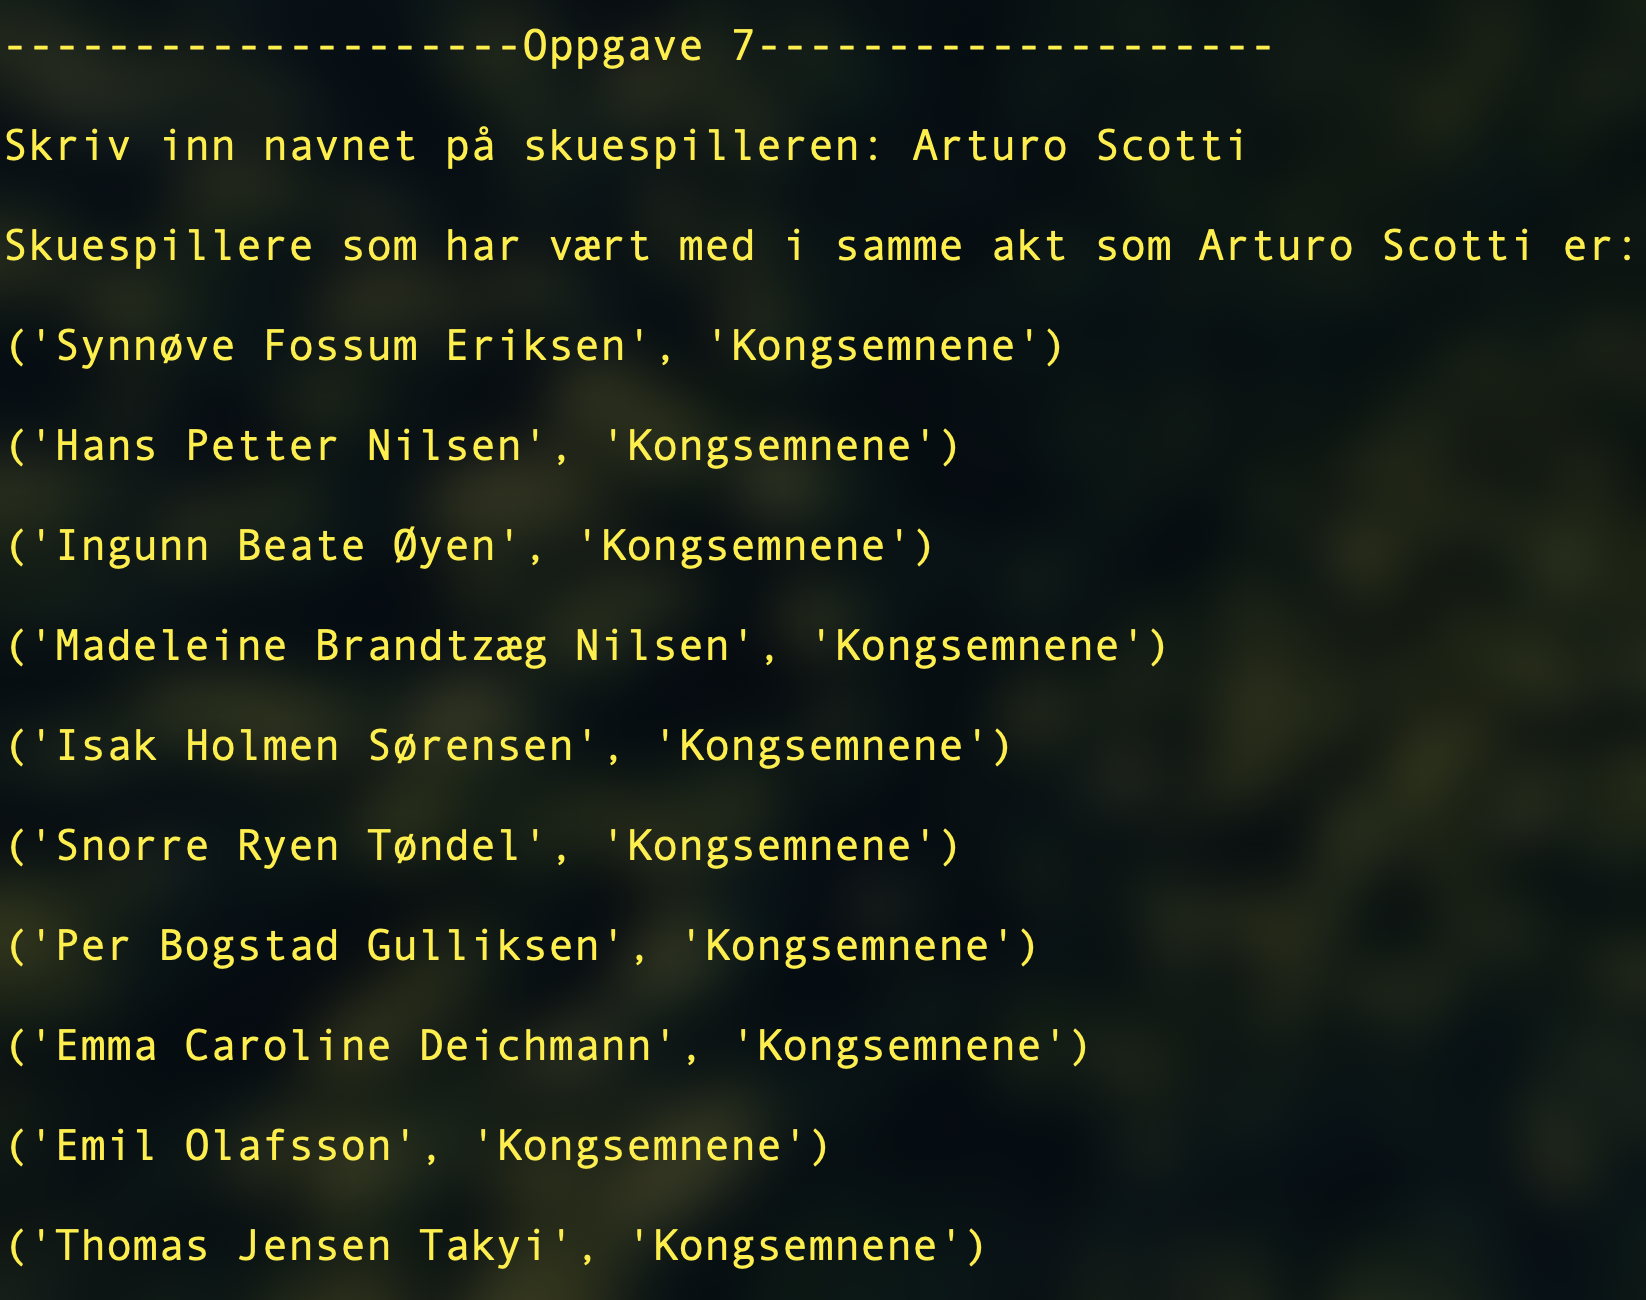 --------------------Oppgave 7--------------------
Skriv inn navnet på skuespilleren: Arturo Scotti
Skuespillere som har vært med i samme akt som Arturo Scotti er:
('Synnøve Fossum Eriksen', 'Kongsemnene')
('Hans Petter Nilsen', 'Kongsemnene')
('Ingunn Beate Øyen', 'Kongsemnene')
('Madeleine Brandtzæg Nilsen', 'Kongsemnene')
('Isak Holmen Sørensen', 'Kongsemnene')
('Snorre Ryen Tøndel', 'Kongsemnene')
('Per Bogstad Gulliksen', 'Kongsemnene')
('Emma Caroline Deichmann', 'Kongsemnene')
('Emil Olafsson', 'Kongsemnene')
('Thomas Jensen Takyi', 'Kongsemnene')